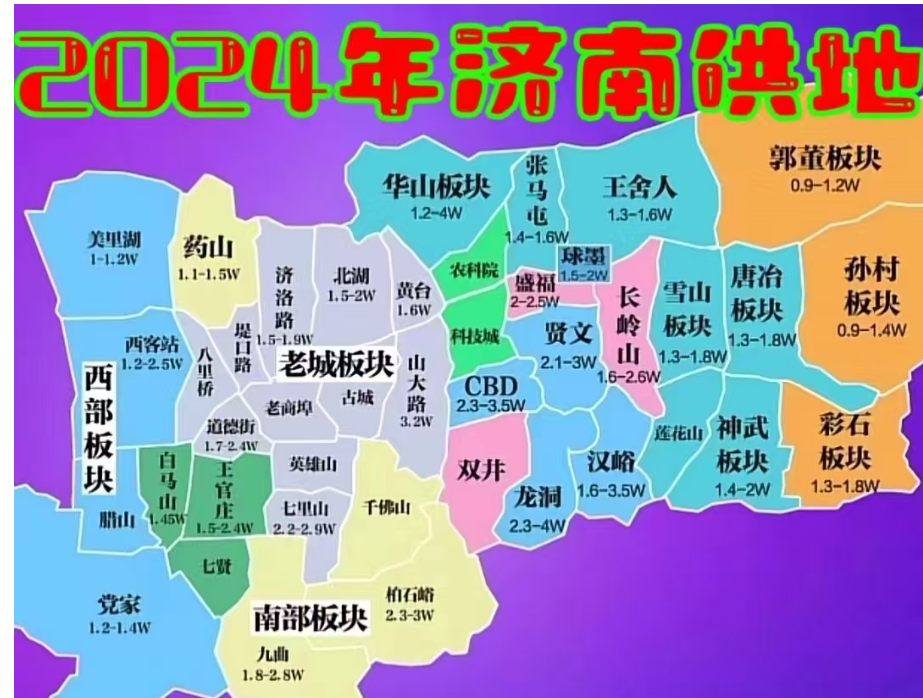 2024年济南供地
郭董板块
0.9-1.2W
华山板块
1.2-4W
张马屯
1.4-1.6W
王舍人
1.3-1.6W
美里湖
1-1.2W
药山
1.1-1.5W
济洛路
1.5-1.9W
北湖
1.5-2W
黄台
1.6W
农科院
盛福
2-2.5W
球墨
1.5-2W
长岭山
1.6-2.6W
雪山板块
1.3-1.8W
唐冶板块
1.3-1.8W
孙村板块
0.9-1.4W
西部板块
西客站
1.2-2.5W
八里桥
堤口路
老城板块
科技城
贤文
2.1-3W
山大路
3.2W
CBD
2.3-3.5W
老商埠
古城
道德街
1.7-2.4W
白马山
1.45W
王官庄
1.5-2.4W
英雄山
七里山
2.2-2.9W
千佛山
双井
龙洞
2.3-4W
汉峪
1.6-3.5W
莲花山
神武板块
1.4-2W
彩石板块
1.3-1.8W
腊山
七贤
党家
1.2-1.4W
南部板块
柏石峪
2.3-3W
九曲
1.8-2.8W